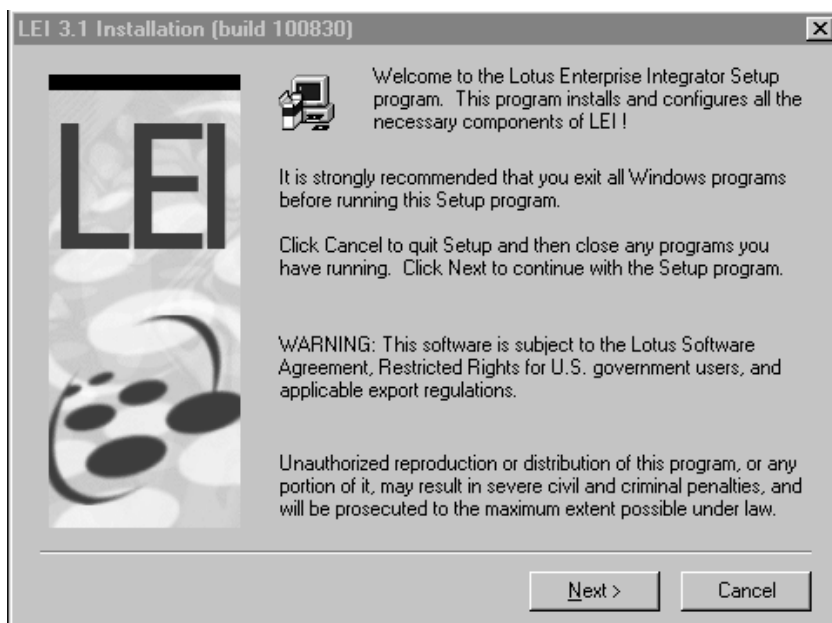 LEI 3.1 Installation (build 100830)
LEI
Welcome to the Lotus Enterprise Integrator Setup
program.  This program installs and configures all the
necessary components of LEI !
It is strongly recommended that you exit all Windows programs
before running this Setup program.
Click Cancel to quit Setup and then close any programs you
have running.  Click Next to continue with the Setup program.
WARNING: This software is subject to the Lotus Software
Agreement, Restricted Rights for U.S. government users, and
applicable export regulations.
Unauthorized reproduction or distribution of this program, or any
portion of it, may result in severe civil and criminal penalties, and
will be prosecuted to the maximum extent possible under law.
Next >
Cancel